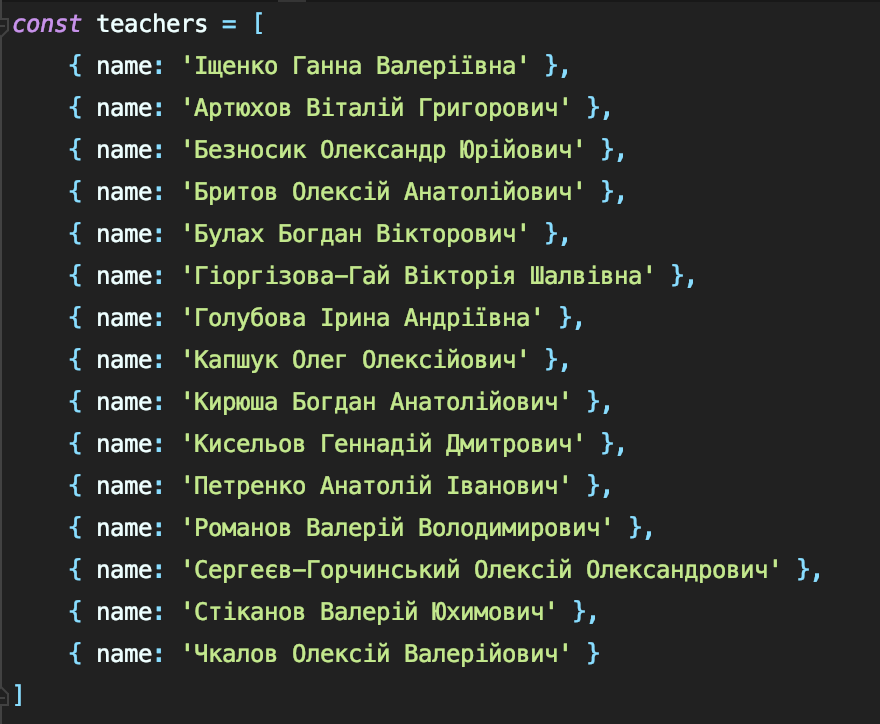 const teachers = [
{ name: 'Іщенко Ганна Валеріївна' },
{ name: 'Артюхов Віталій Григорович' },
{ name: 'Безносик Олександр Юрійович' },
{ name: 'Бритов Олексій Анатолійович' },
{ name: 'Булах Богдан Вікторович' },
{ name: 'Гіоргізова-Гай Вікторія Шалвівна' },
{ name: 'Голубова Ірина Андріївна' },
{ name: 'Капшук Олег Олексійович' },
{ name: 'Кирюша Богдан Анатолійович' },
{ name: 'Кисельов Геннадій Дмитрович' },
{ name: 'Петренко Анатолій Іванович' },
{ name: 'Романов Валерій Володимирович' },
{ name: 'Сергеєв-Горчинський Олексій Олександрович' },
{ name: 'Стіканов Валерій Юхимович' },
{ name: 'Чкалов Олексій Валерійович' }
]